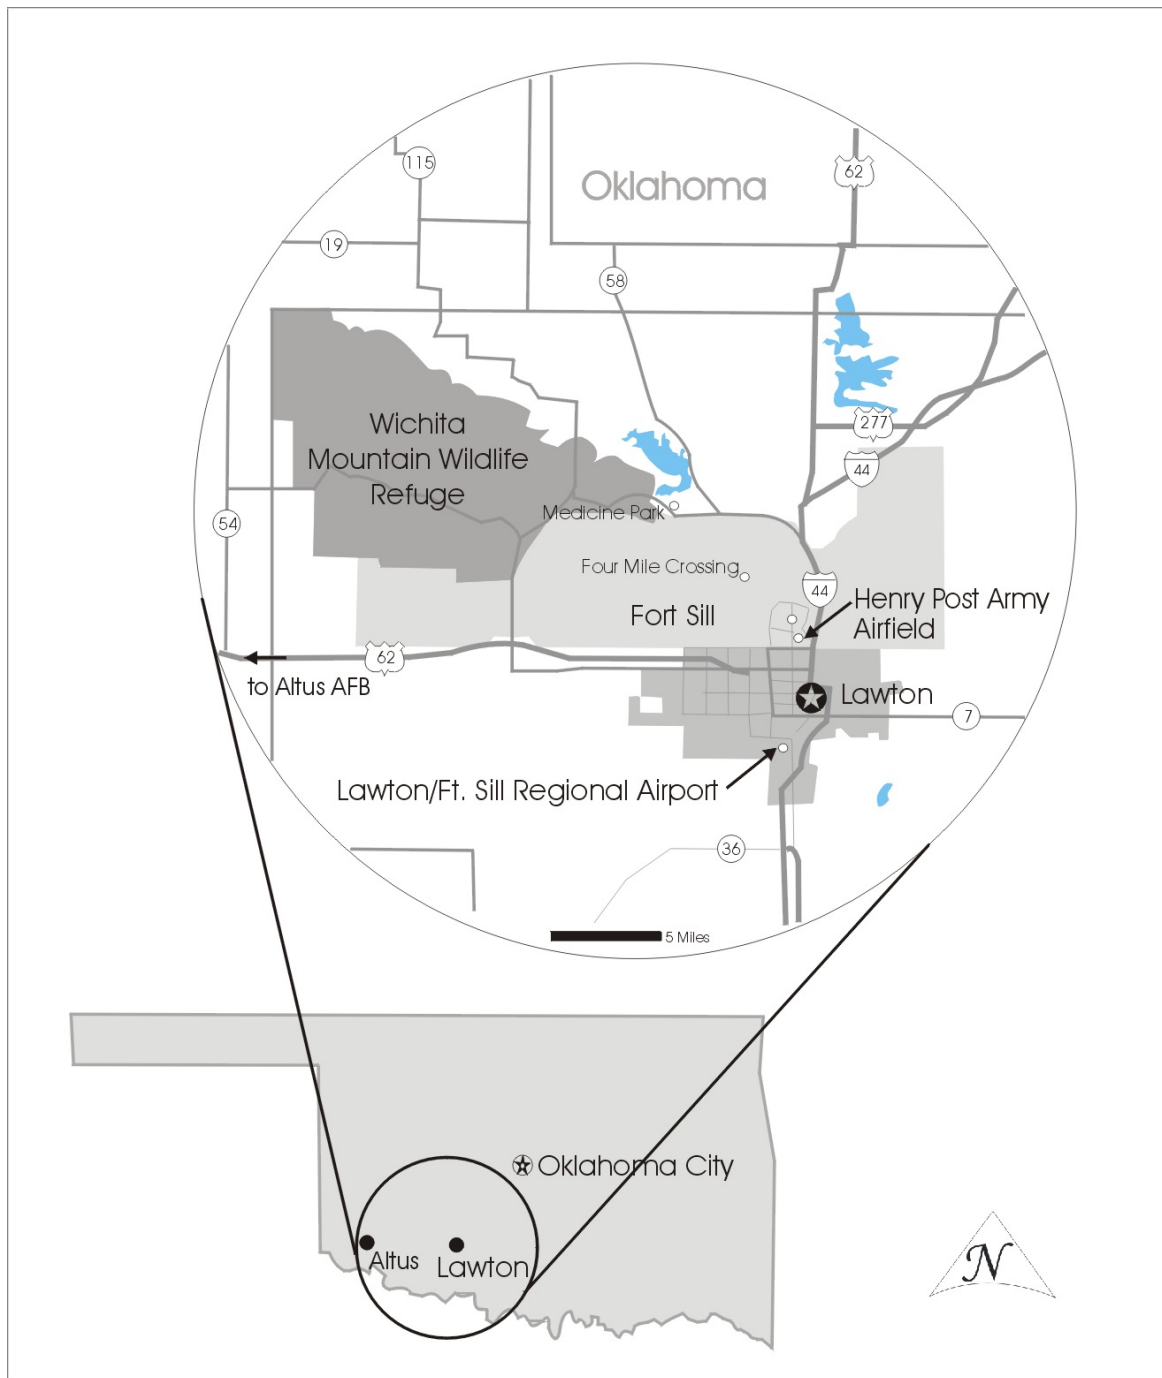 115
62
Oklahoma
19
58
277
Wichita
Mountain Wildlife
Refuge
44
Medicine Park
54
Four Mile Crossing
44
Henry Post Army
Airfield
Fort Sill
62
to Altus AFB
Lawton
7
Lawton/Ft. Sill Regional Airport
36
5 Miles
Oklahoma City
Altus
Lawton
N